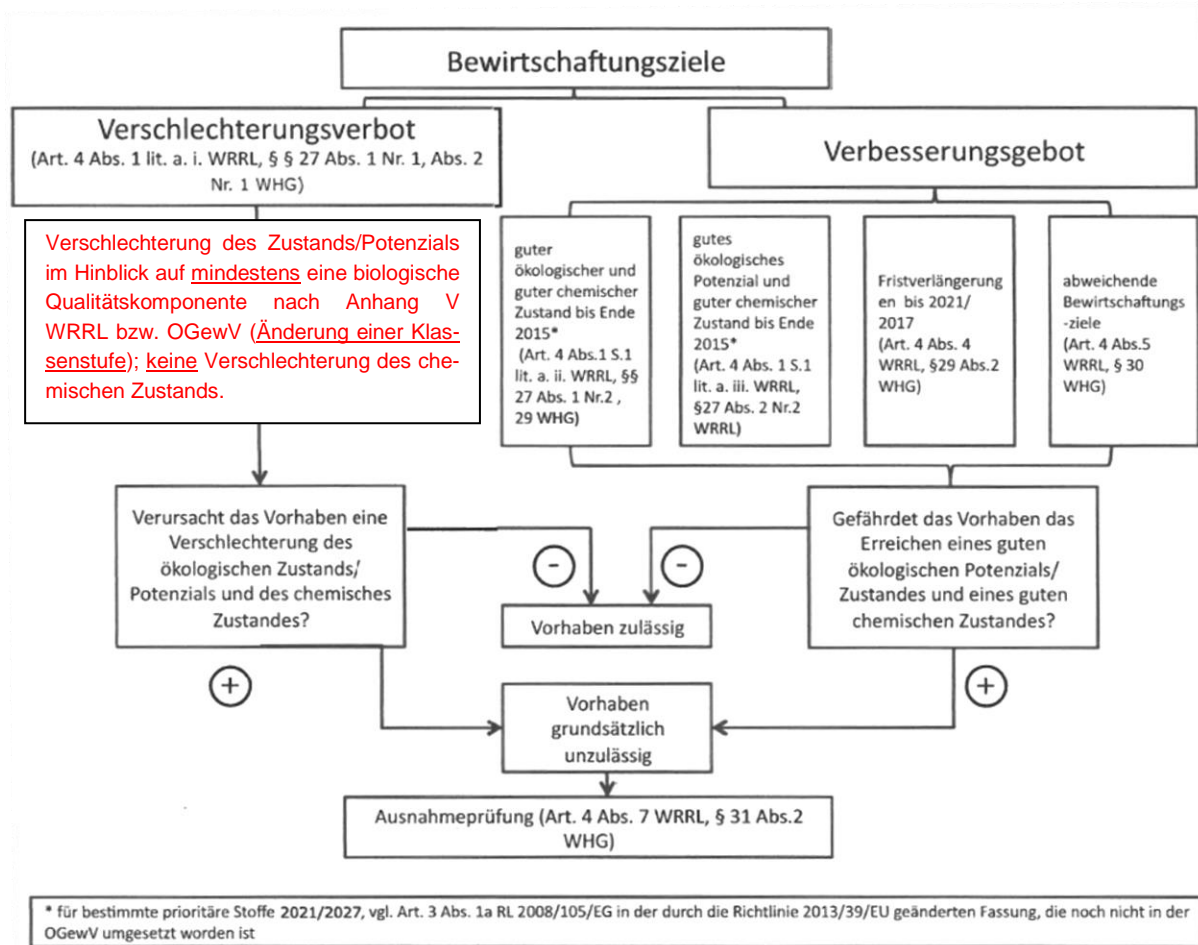 Bewirtschaftungsziele
Verschlechterungsverbot
(Art. 4 Abs. 1 lit. a. i. WRRL, § § 27 Abs. 1 Nr. 1, Abs. 2
Nr. 1 WHG)
Verbesserungsgebot
Verschlechterung des Zustands/Potenzials
im Hinblick auf mindestens eine biologische
Qualitätskomponente nach Anhang V
WRRL bzw. OGewV (Änderung einer Klas-
senstufe); keine Verschlechterung des che-
mischen Zustands.
guter
ökologischer und
guter chemischer
Zustand bis Ende
2015*
(Art. 4 Abs.1 S.1
lit. a. ii. WRRL, §§
27 Abs. 1 Nr.2 ,
29 WHG)
gutes
ökologisches
Potenzial und
guter chemischer
Zustand bis Ende
2015*
(Art. 4 Abs.1 S.1
lit. a. iii. WRRL,
§27 Abs. 2 Nr.2
WRRL)
Fristverlängerung
en bis 2021/
2017
(Art. 4 Abs. 4
WRRL, §29 Abs.2
WHG)
abweichende
Bewirtschaftungs
-ziele
(Art. 4 Abs.5
WRRL, § 30
WHG)
Verursacht das Vorhaben eine
Verschlechterung des
ökologischen Zustands/
Potenzials und des chemisches
Zustandes?
-
-
Vorhaben zulässig
Gefährdet das Vorhaben das
Erreichen eines guten
ökologischen Potenzials/
Zustandes und eines guten
chemischen Zustandes?
+
+
Vorhaben
grundsätzlich
unzulässig
Ausnahmeprüfung (Art. 4 Abs. 7 WRRL, § 31 Abs.2
WHG)
* für bestimmte prioritäre Stoffe 2021/2027, vgl. Art. 3 Abs. 1a RL 2008/105/EG in der durch die Richtlinie 2013/39/EU geänderten Fassung, die noch nicht in der
OGewV umgesetzt worden ist